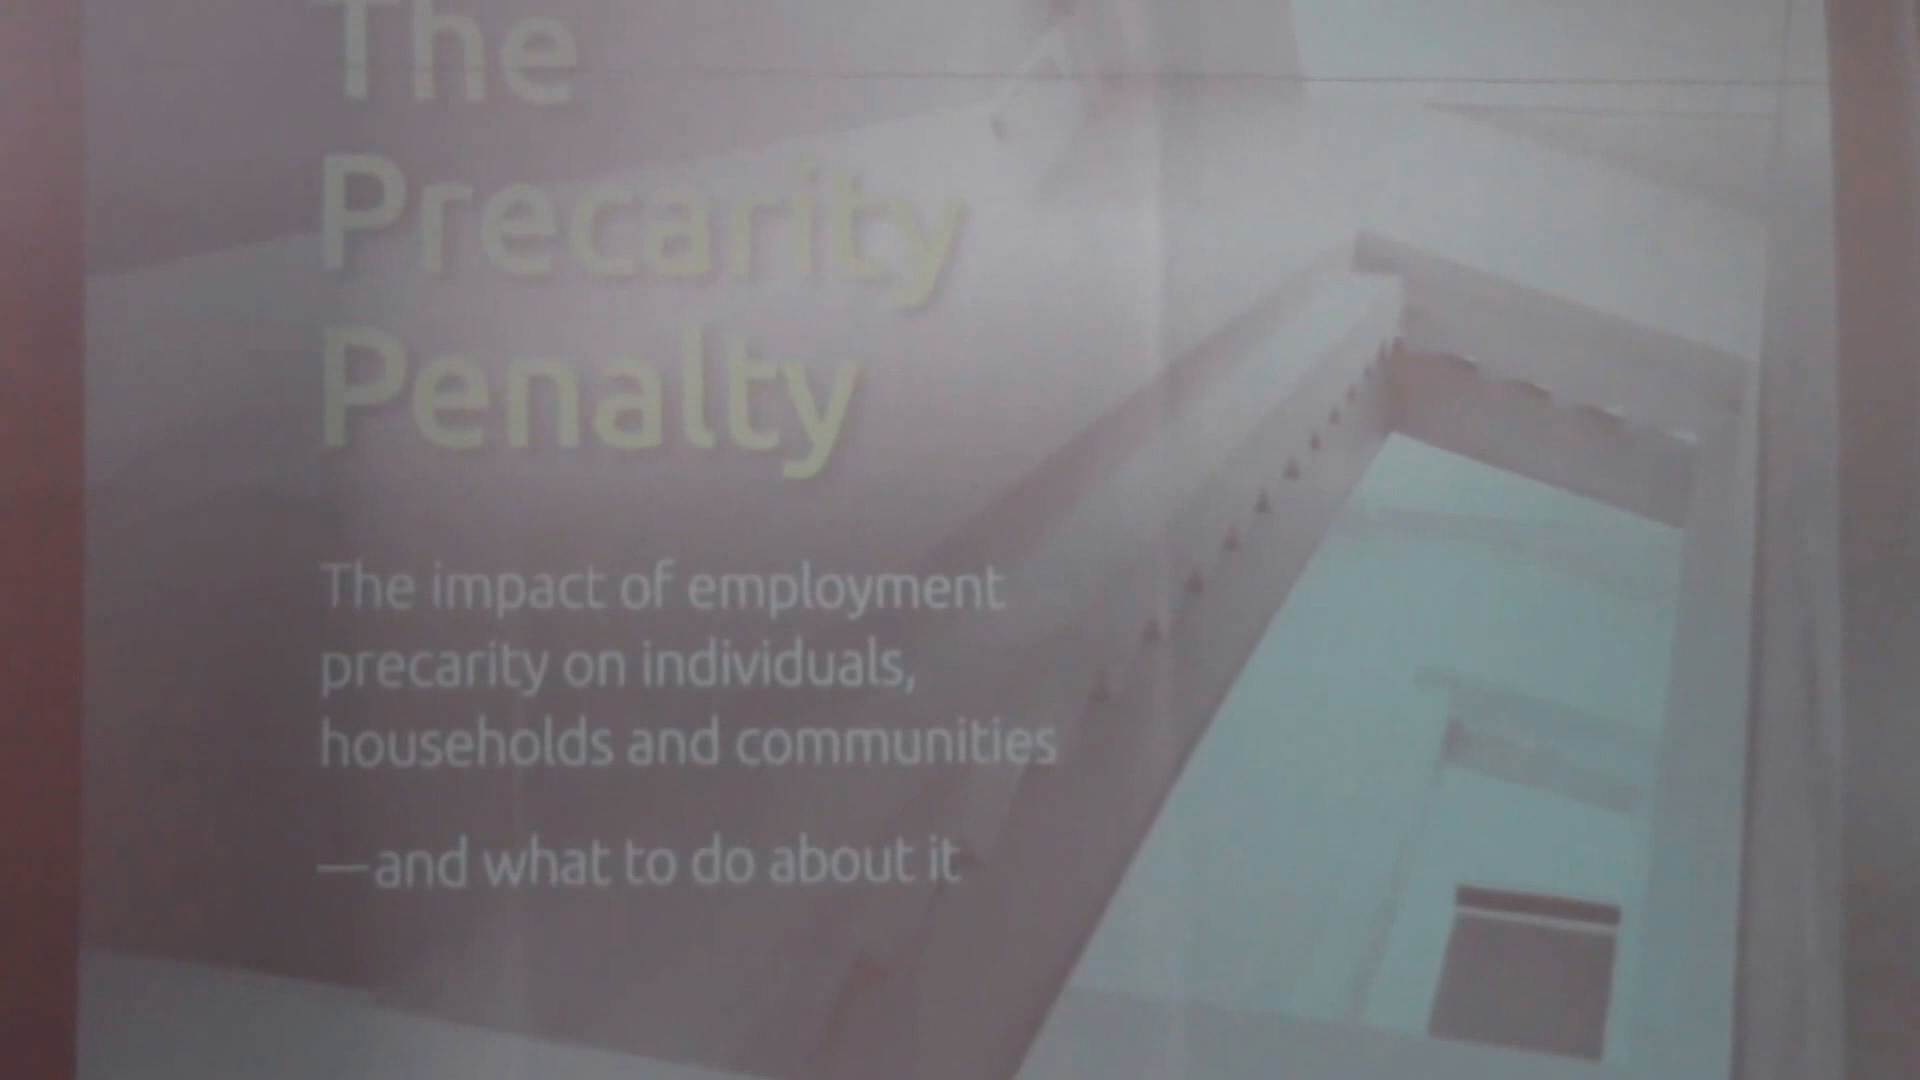 The
Precarity
Penalty
The impact of employment
precarity on individuals,
households and communities
—and what to do about it